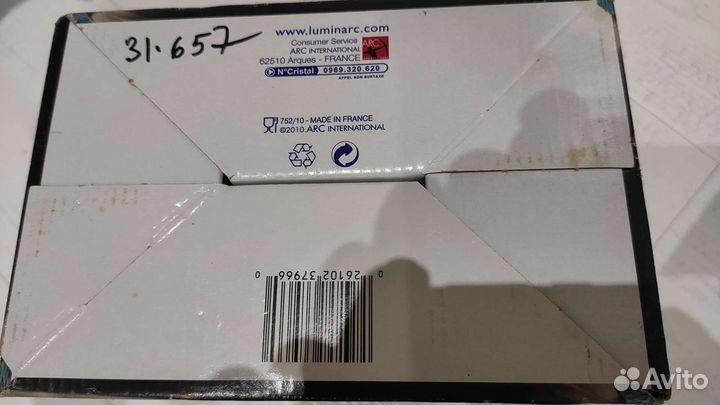 31.657
www.luminarc.com
Consumer Service
ARC INTERNATIONAL
62510 Arques - FRANCE
ARC
N°Cristal 0969.320.620
APPEL NON SURTAXE
752/10 - MADE IN FRANCE
©2010 ARC INTERNATIONAL
0 26102 37966 0
Avito